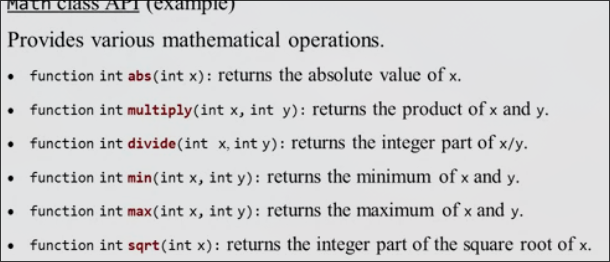 Math class API (example)
Provides various mathematical operations.
• function int abs(int x): returns the absolute value of x.
• function int multiply(int x, int y): returns the product of x and y.
• function int divide(int x, int y): returns the integer part of x/y.
• function int min(int x, int y): returns the minimum of x and y.
• function int max(int x, int y): returns the maximum of x and y.
• function int sqrt(int x): returns the integer part of the square root of x.